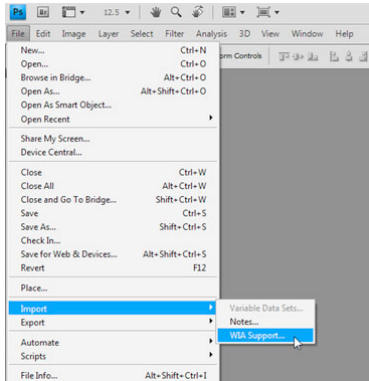 Ps Br 12.5
File Edit Image Layer Select Filter Analysis 3D View Window Help
New... Ctrl+N
orm Controls
Open... Ctrl+O
Browse in Bridge... Alt+Ctrl+O
Open As... Alt+Shift+Ctrl+O
Open As Smart Object...
Open Recent
Share My Screen...
Device Central...
Close Ctrl+W
Close All Alt+Ctrl+W
Close and Go To Bridge... Shift+Ctrl+W
Save Ctrl+S
Save As... Shift+Ctrl+S
Check In...
Save for Web & Devices... Alt+Shift+Ctrl+S
Revert F12
Place...
Import
Variable Data Sets...
Export
Notes...
WIA Support...
Automate
Scripts
File Info... Alt+Shift+Ctrl+I